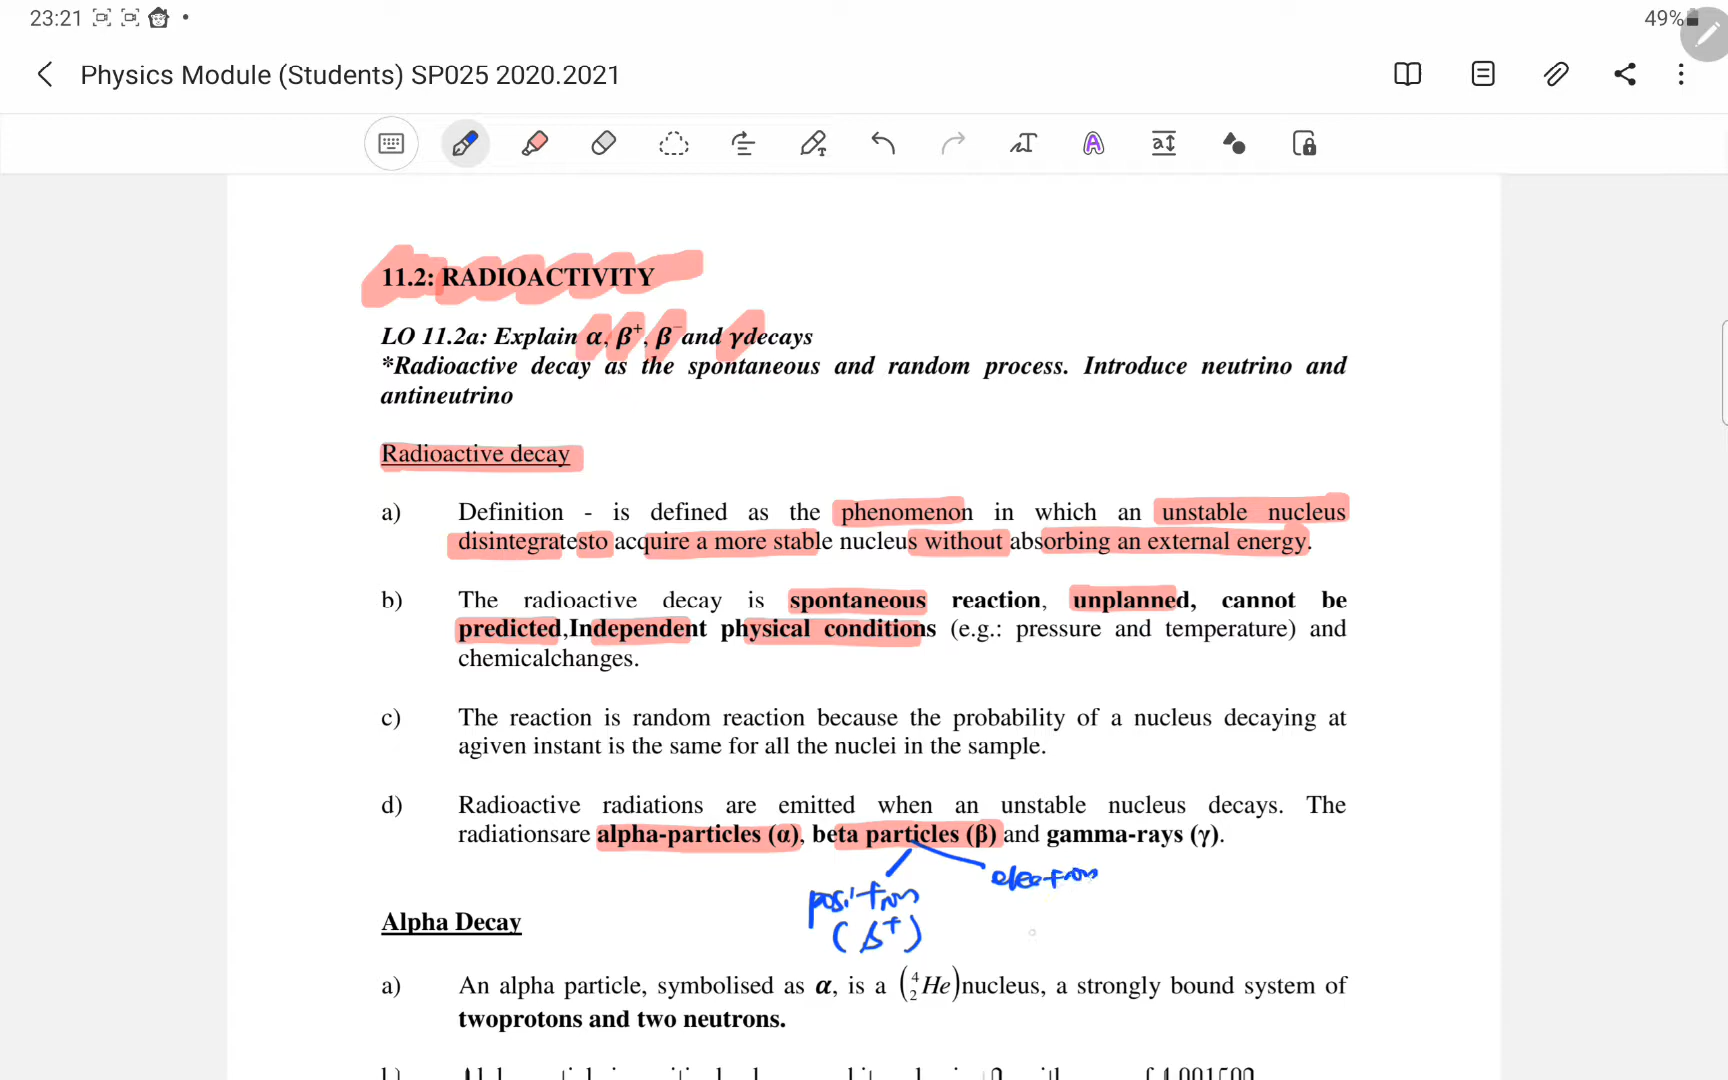 23:21
49%
Physics Module (Students) SP025 2020.2021
11.2: RADIOACTIVITY
LO 11.2a: Explain α, β⁺, β⁻ and γdecays
*Radioactive decay as the spontaneous and random process. Introduce neutrino and
antineutrino
Radioactive decay
a) Definition - is defined as the phenomenon in which an unstable nucleus
disintegratesto acquire a more stable nucleus without absorbing an external energy.
b) The radioactive decay is spontaneous reaction, unplanned, cannot be
predicted,Independent physical conditions (e.g.: pressure and temperature) and
chemicalchanges.
c) The reaction is random reaction because the probability of a nucleus decaying at
agiven instant is the same for all the nuclei in the sample.
d) Radioactive radiations are emitted when an unstable nucleus decays. The
radiationsare alpha-particles (α), beta particles (β) and gamma-rays (γ).
electron
positron
(β⁺)
Alpha Decay
a) An alpha particle, symbolised as α, is a (⁴₂He)nucleus, a strongly bound system of
twoprotons and two neutrons.